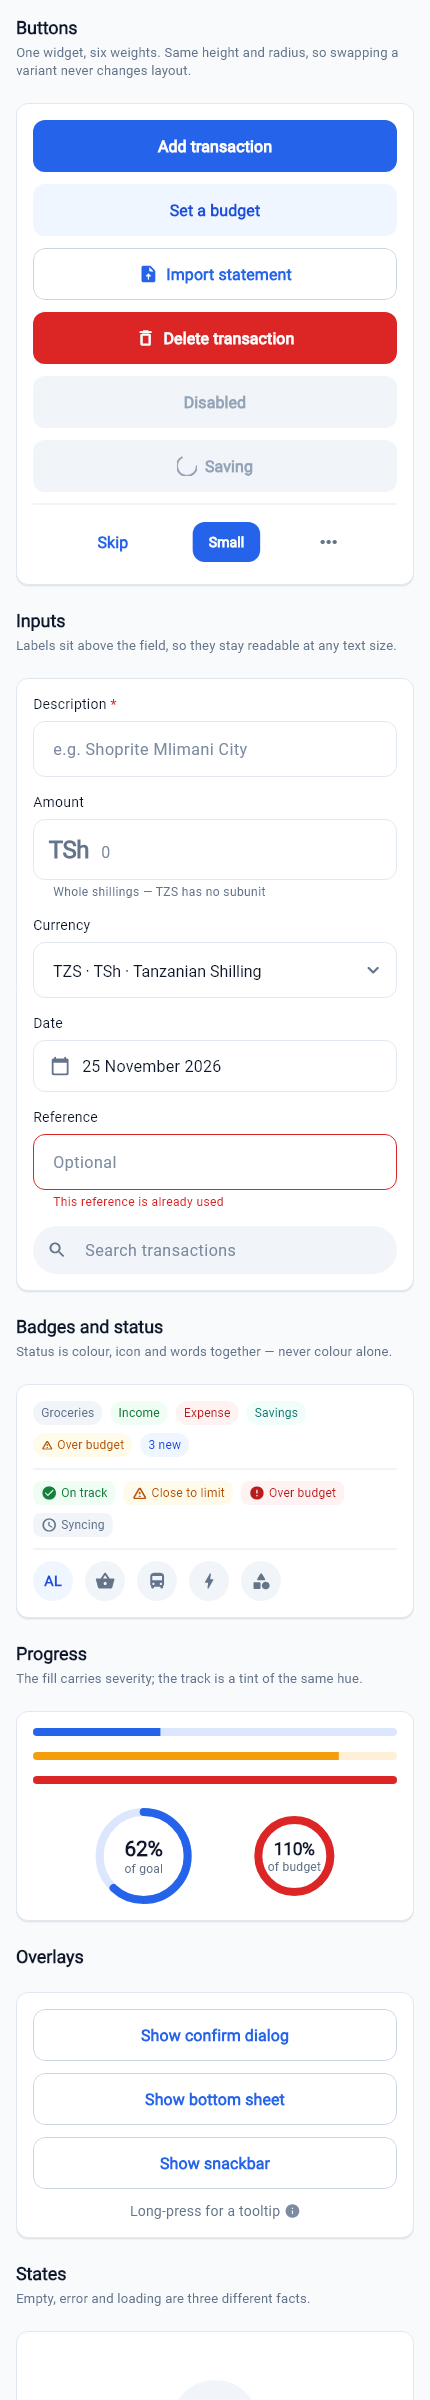 Buttons
One widget, six weights. Same height and radius, so swapping a
variant never changes layout.
Add transaction
Set a budget
Import statement
Delete transaction
Disabled
Saving
Skip
Small
Inputs
Labels sit above the field, so they stay readable at any text size.
Description *
e.g. Shoprite Mlimani City
Amount
TSh 0
Whole shillings — TZS has no subunit
Currency
TZS · TSh · Tanzanian Shilling
Date
25 November 2026
Reference
Optional
This reference is already used
Search transactions
Badges and status
Status is colour, icon and words together — never colour alone.
Groceries Income Expense Savings
Over budget 3 new
On track Close to limit Over budget
Syncing
AL
Progress
The fill carries severity; the track is a tint of the same hue.
62%
of goal
110%
of budget
Overlays
Show confirm dialog
Show bottom sheet
Show snackbar
Long-press for a tooltip
States
Empty, error and loading are three different facts.